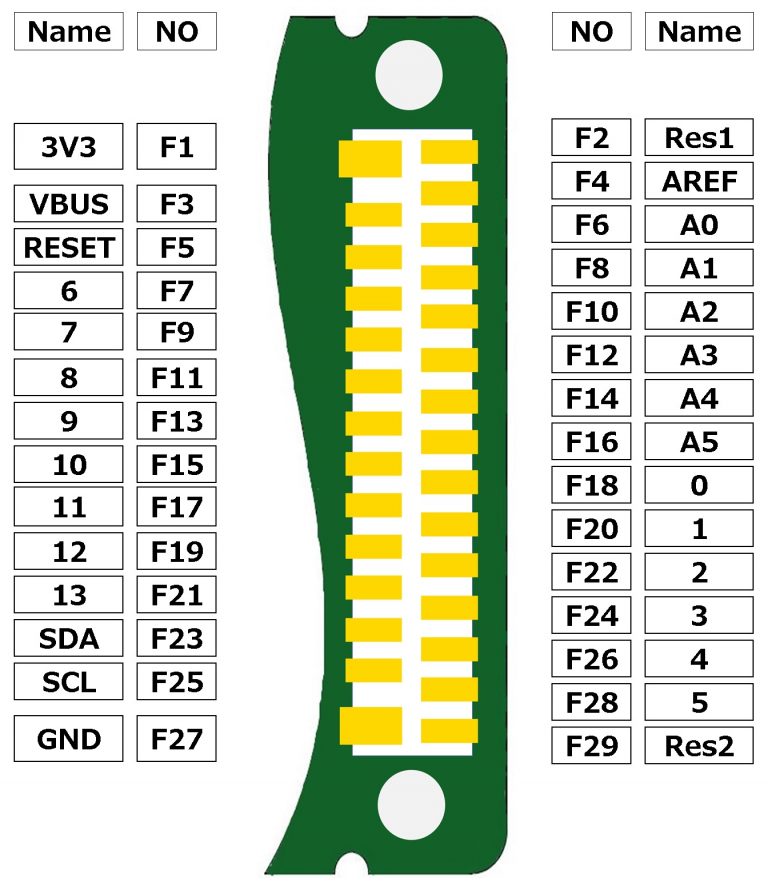 Name NO
3V3 F1
VBUS F3
RESET F5
6 F7
7 F9
8 F11
9 F13
10 F15
11 F17
12 F19
13 F21
SDA F23
SCL F25
GND F27
NO Name
F2 Res1
F4 AREF
F6 A0
F8 A1
F10 A2
F12 A3
F14 A4
F16 A5
F18 0
F20 1
F22 2
F24 3
F26 4
F28 5
F29 Res2